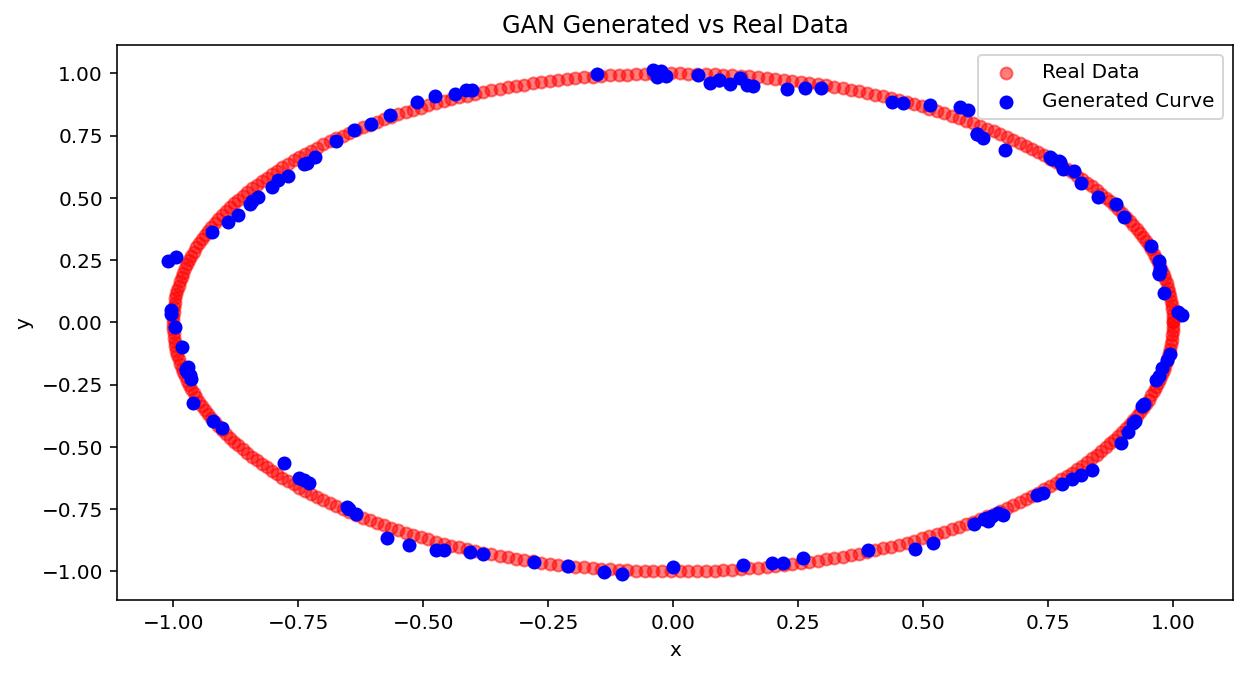 GAN Generated vs Real Data
Real Data
Generated Curve
1.00
0.75
0.50
0.25
0.00
−0.25
−0.50
−0.75
−1.00
y
−1.00 −0.75 −0.50 −0.25 0.00 0.25 0.50 0.75 1.00
x